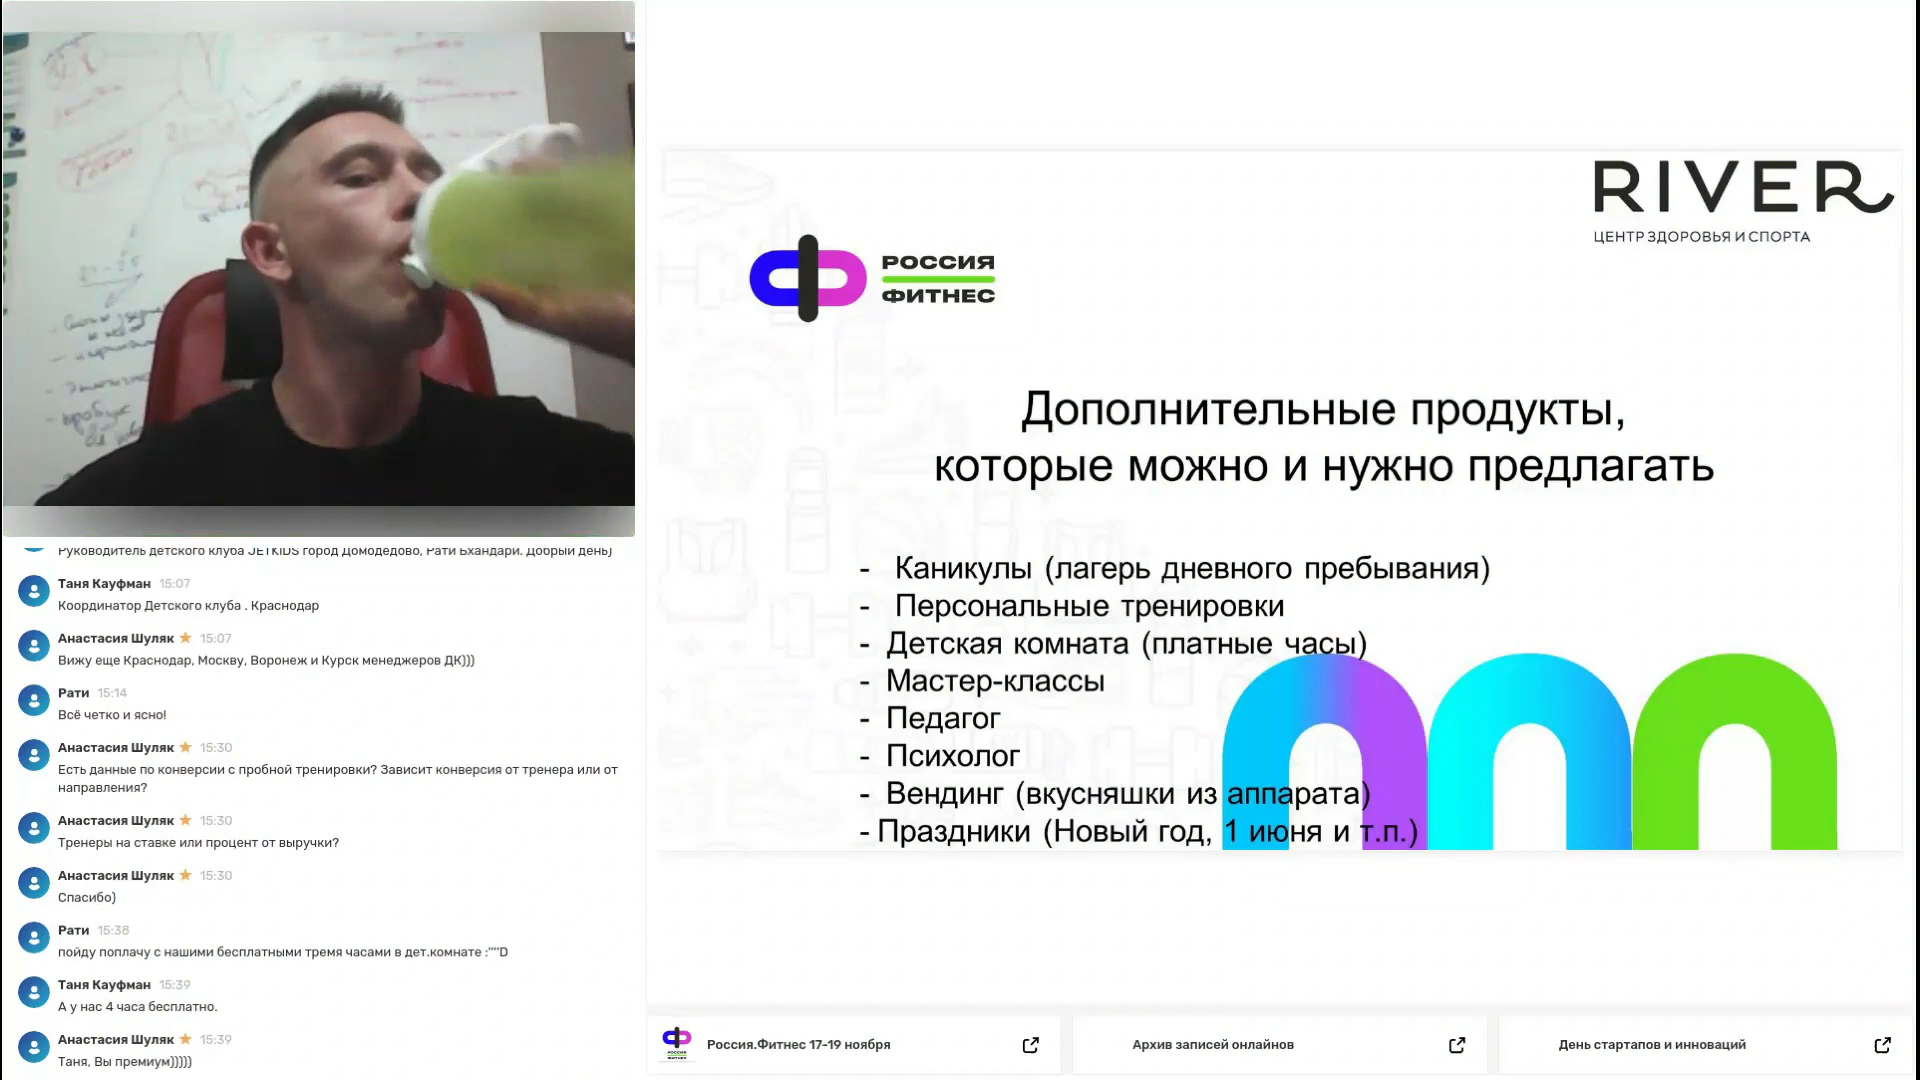 Руководитель детского клуба JETKIDS город Домодедово, Рати Бхандари. Добрый день)
Таня Кауфман 15:07
Координатор Детского клуба . Краснодар
Анастасия Шуляк 15:07
Вижу еще Краснодар, Москву, Воронеж и Курск менеджеров ДК)))
Рати 15:14
Всё четко и ясно!
Анастасия Шуляк 15:30
Есть данные по конверсии с пробной тренировки? Зависит конверсия от тренера или от
направления?
Анастасия Шуляк 15:30
Тренеры на ставке или процент от выручки?
Анастасия Шуляк 15:30
Спасибо)
Рати 15:38
пойду поплачу с нашими бесплатными тремя часами в дет.комнате :""'D
Таня Кауфман 15:39
А у нас 4 часа бесплатно.
Анастасия Шуляк 15:39
Таня, Вы премиум)))))
RIVER
ЦЕНТР ЗДОРОВЬЯ И СПОРТА
РОССИЯ
ФИТНЕС
Дополнительные продукты,
которые можно и нужно предлагать
- Каникулы (лагерь дневного пребывания)
- Персональные тренировки
- Детская комната (платные часы)
- Мастер-классы
- Педагог
- Психолог
- Вендинг (вкусняшки из аппарата)
- Праздники (Новый год, 1 июня и т.п.)
Россия.Фитнес 17-19 ноября
Архив записей онлайнов
День стартапов и инноваций